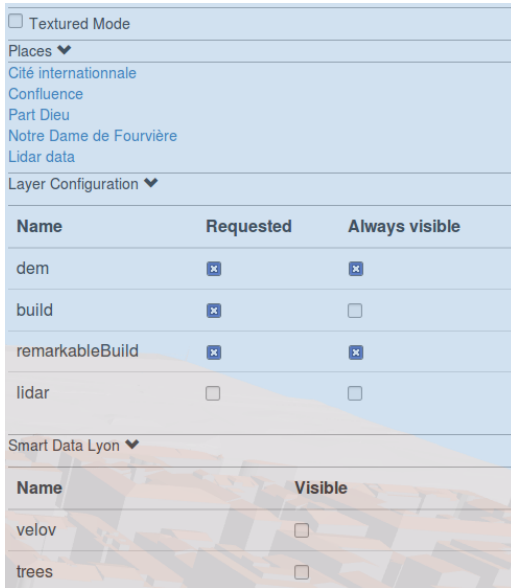 Textured Mode
Places
Cité internationnale
Confluence
Part Dieu
Notre Dame de Fourvière
Lidar data
Layer Configuration
Name Requested Always visible
dem
build
remarkableBuild
lidar
Smart Data Lyon
Name Visible
velov
trees